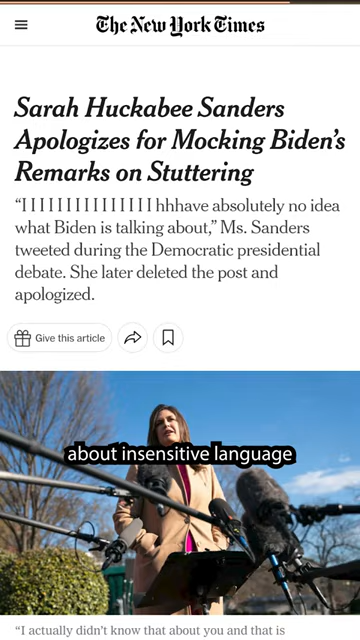 The New York Times
Sarah Huckabee Sanders
Apologizes for Mocking Biden’s
Remarks on Stuttering
“I I I I I I I I I I I I I I I hhhave absolutely no idea
what Biden is talking about,” Ms. Sanders
tweeted during the Democratic presidential
debate. She later deleted the post and
apologized.
Give this article
about insensitive language
“I actually didn’t know that about you and that is